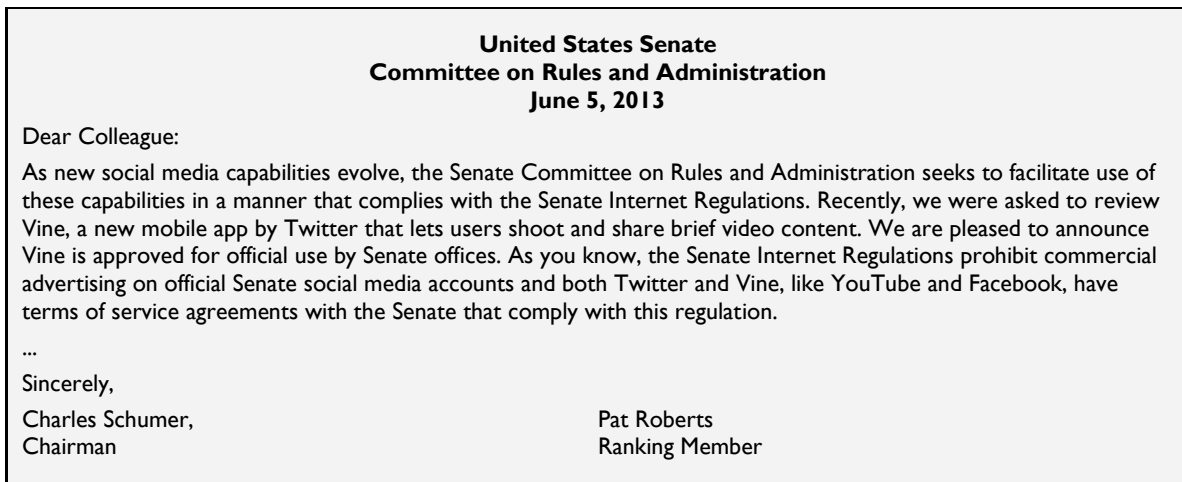 United States Senate
Committee on Rules and Administration
June 5, 2013
Dear Colleague:
As new social media capabilities evolve, the Senate Committee on Rules and Administration seeks to facilitate use of
these capabilities in a manner that complies with the Senate Internet Regulations. Recently, we were asked to review
Vine, a new mobile app by Twitter that lets users shoot and share brief video content. We are pleased to announce
Vine is approved for official use by Senate offices. As you know, the Senate Internet Regulations prohibit commercial
advertising on official Senate social media accounts and both Twitter and Vine, like YouTube and Facebook, have
terms of service agreements with the Senate that comply with this regulation.
...
Sincerely,
Charles Schumer, Pat Roberts
Chairman Ranking Member